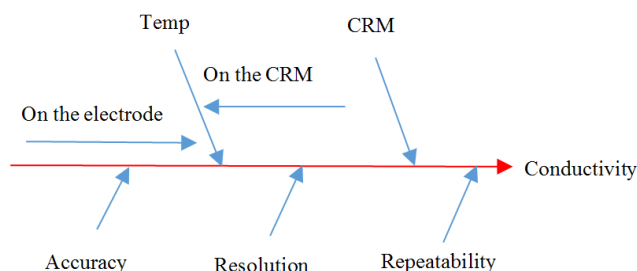 Temp
CRM
On the CRM
On the electrode
Conductivity
Accuracy
Resolution
Repeatability